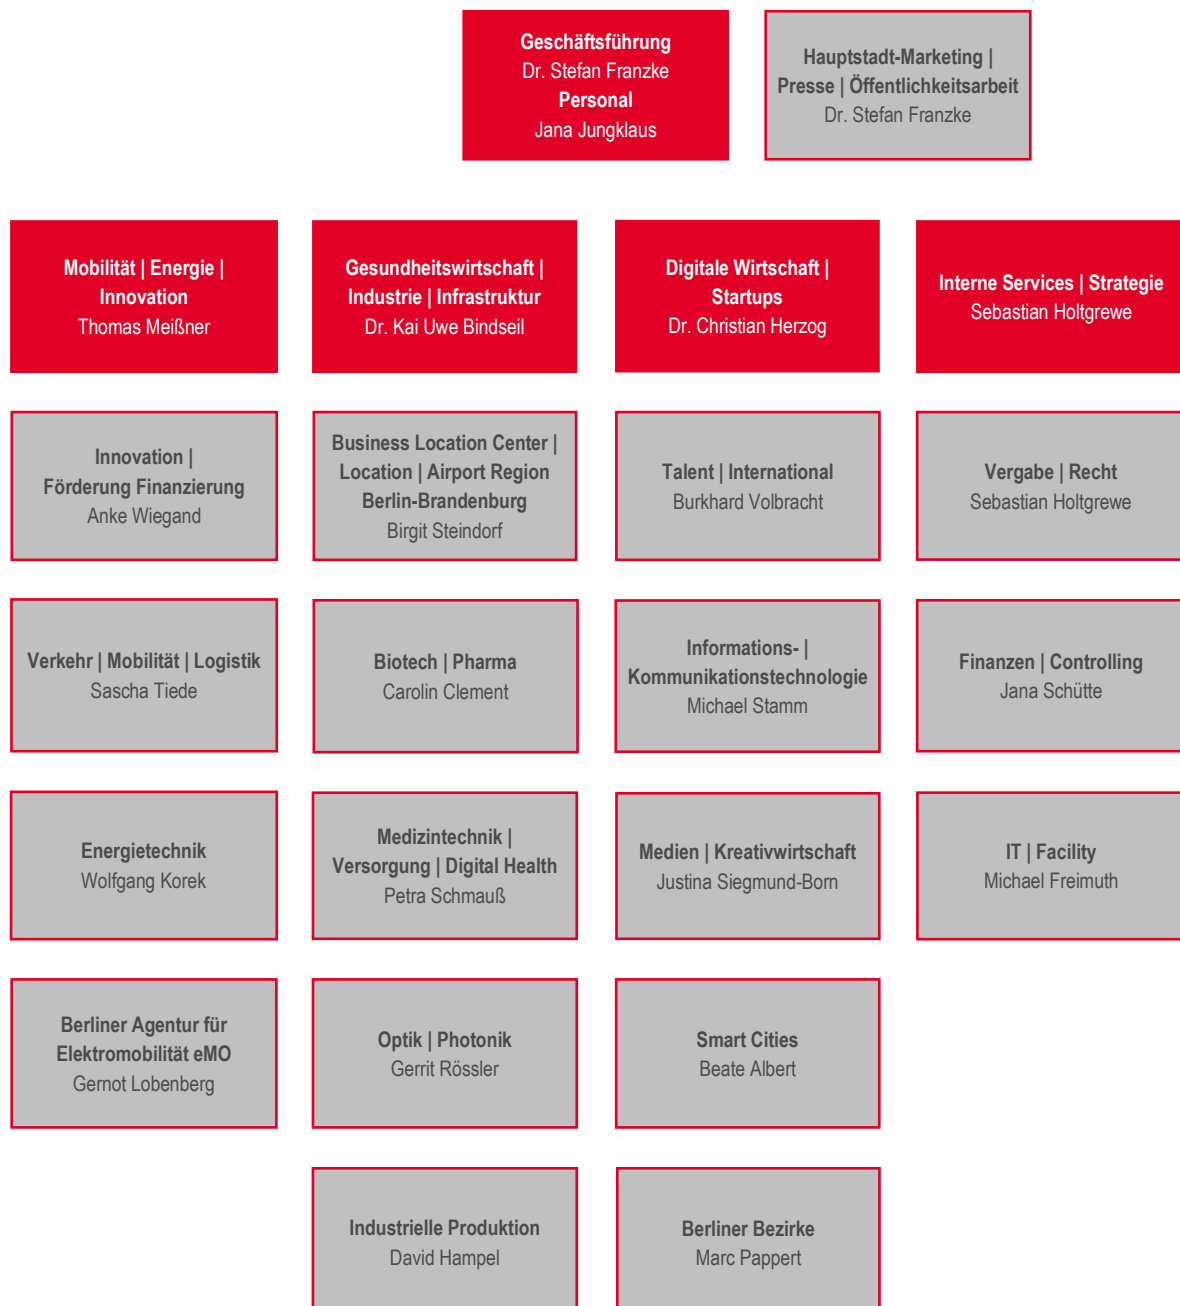 Geschäftsführung
Dr. Stefan Franzke
Personal
Jana Jungklaus
Hauptstadt-Marketing |
Presse | Öffentlichkeitsarbeit
Dr. Stefan Franzke
Mobilität | Energie |
Innovation
Thomas Meißner
Gesundheitswirtschaft |
Industrie | Infrastruktur
Dr. Kai Uwe Bindseil
Digitale Wirtschaft |
Startups
Dr. Christian Herzog
Interne Services | Strategie
Sebastian Holtgrewe
Innovation |
Förderung Finanzierung
Anke Wiegand
Business Location Center |
Location | Airport Region
Berlin-Brandenburg
Birgit Steindorf
Talent | International
Burkhard Volbracht
Vergabe | Recht
Sebastian Holtgrewe
Verkehr | Mobilität | Logistik
Sascha Tiede
Biotech | Pharma
Carolin Clement
Informations- |
Kommunikationstechnologie
Michael Stamm
Finanzen | Controlling
Jana Schütte
Energietechnik
Wolfgang Korek
Medizintechnik |
Versorgung | Digital Health
Petra Schmauß
Medien | Kreativwirtschaft
Justina Siegmund-Born
IT | Facility
Michael Freimuth
Berliner Agentur für
Elektromobilität eMO
Gernot Lobenberg
Optik | Photonik
Gerrit Rössler
Smart Cities
Beate Albert
Industrielle Produktion
David Hampel
Berliner Bezirke
Marc Pappert